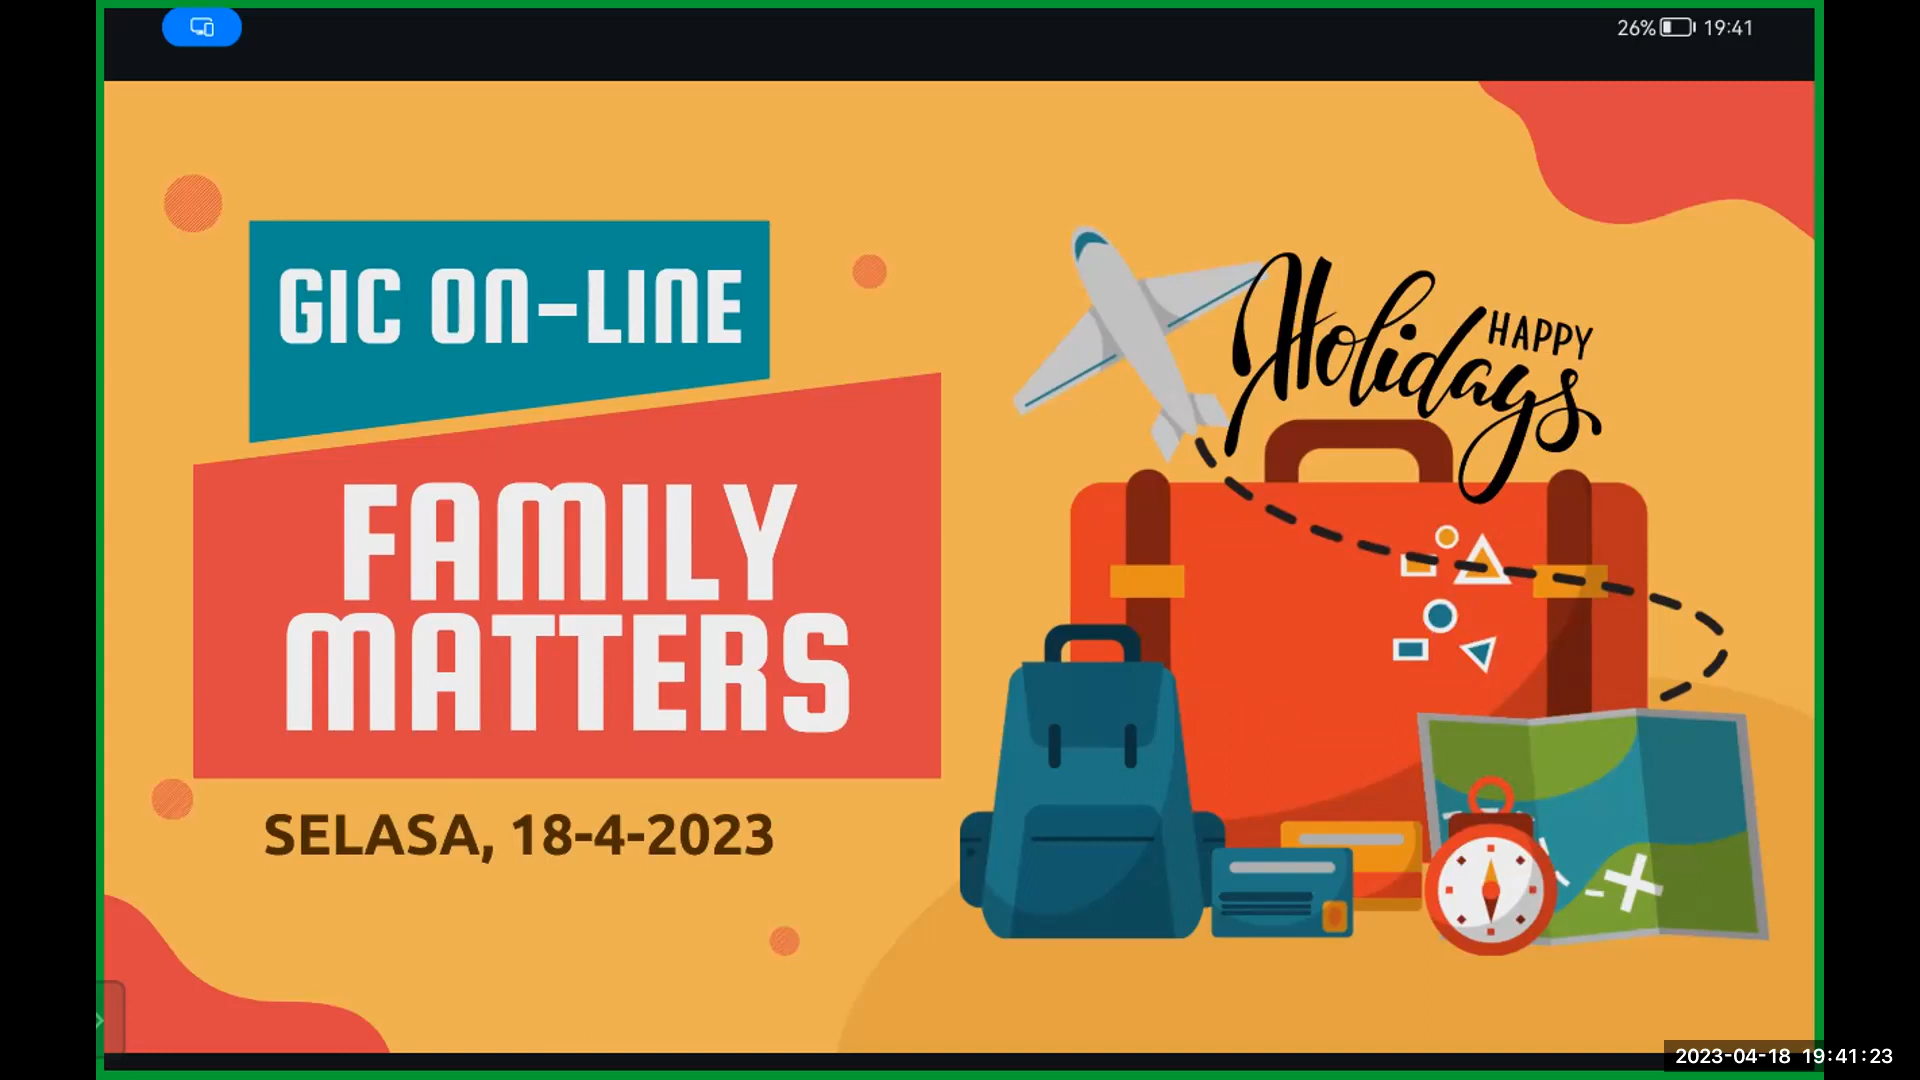 26% 19:41
GIC ON-LINE
HAPPY
Holidays
FAMILY
MATTERS
SELASA, 18-4-2023
2023-04-18 19:41:23